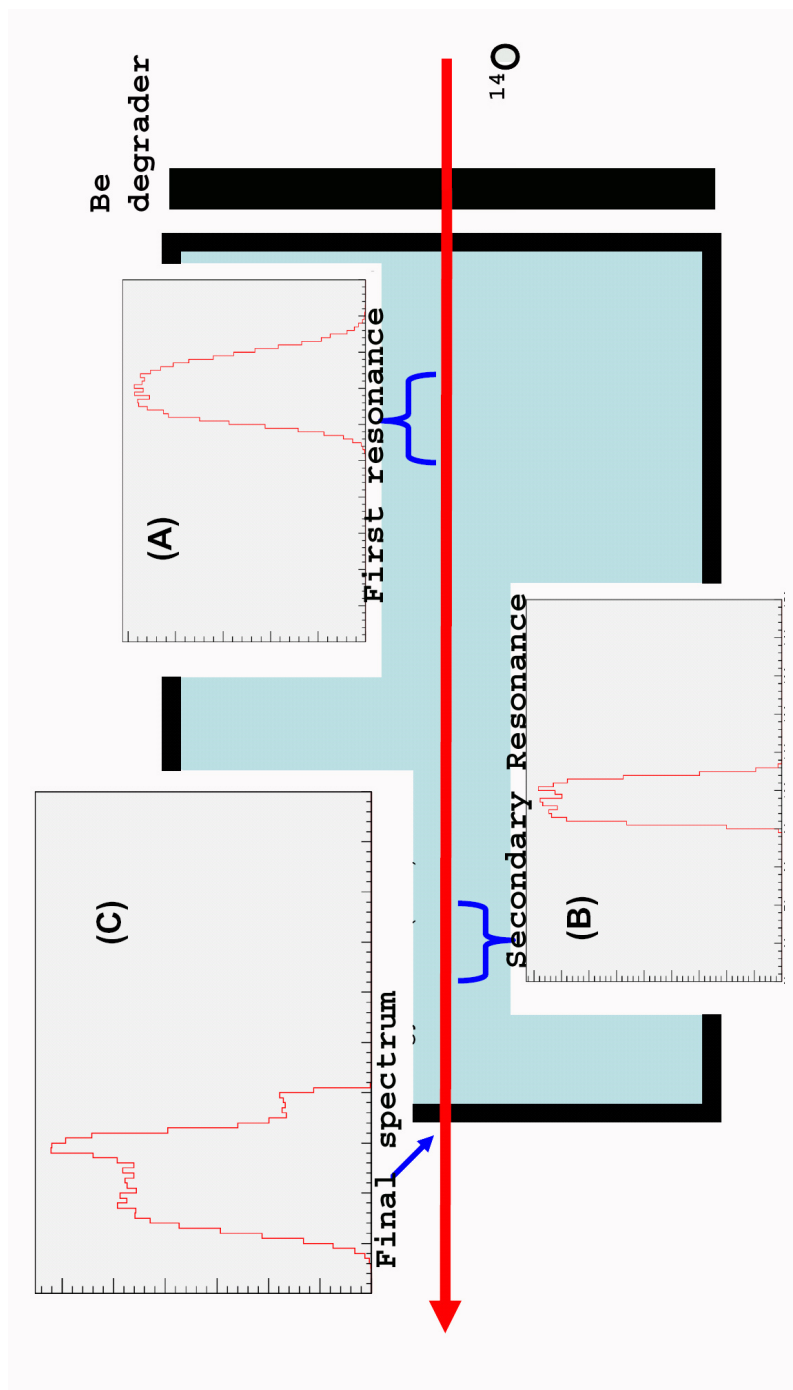 ¹⁴O
Be
degrader
First resonance
(A)
Secondary Resonance
(B)
(C)
Final spectrum